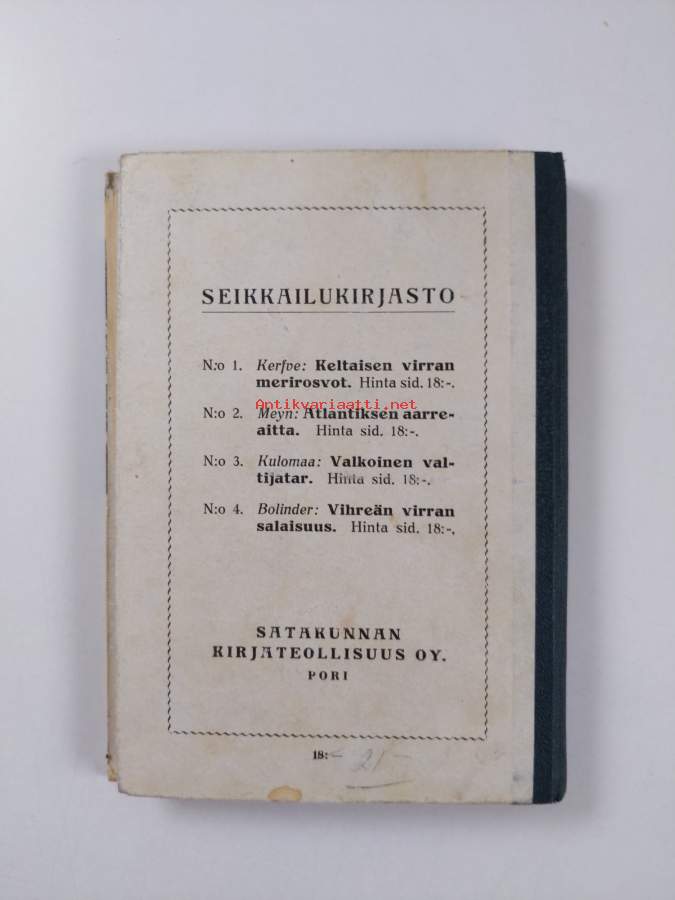 SEIKKAILUKIRJASTO
N:o 1. Kerfve: Keltaisen virran
merirosvot. Hinta sid. 18:-.
Antikvariaatti.net
N:o 2. Meyn: Atlantiksen aarre-
aitta. Hinta sid. 18:-.
N:o 3. Kulomaa: Valkoinen val-
tijatar. Hinta sid. 18:-.
N:o 4. Bolinder: Vihreän virran
salaisuus. Hinta sid. 18:-.
SATAKUNNAN
KIRJATEOLLISUUS OY.
PORI
18:- 21-